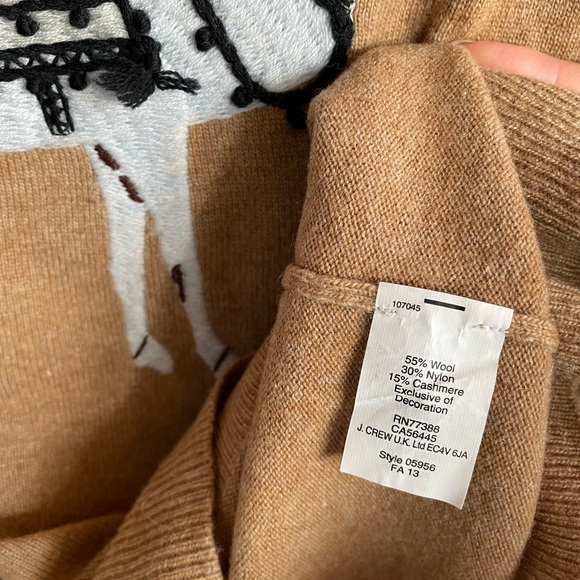 107045
55% Wool
30% Nylon
15% Cashmere
Exclusive of
Decoration
RN77388
CA56445
J. CREW U.K. Ltd EC4V 6JA
Style 05956
FA 13